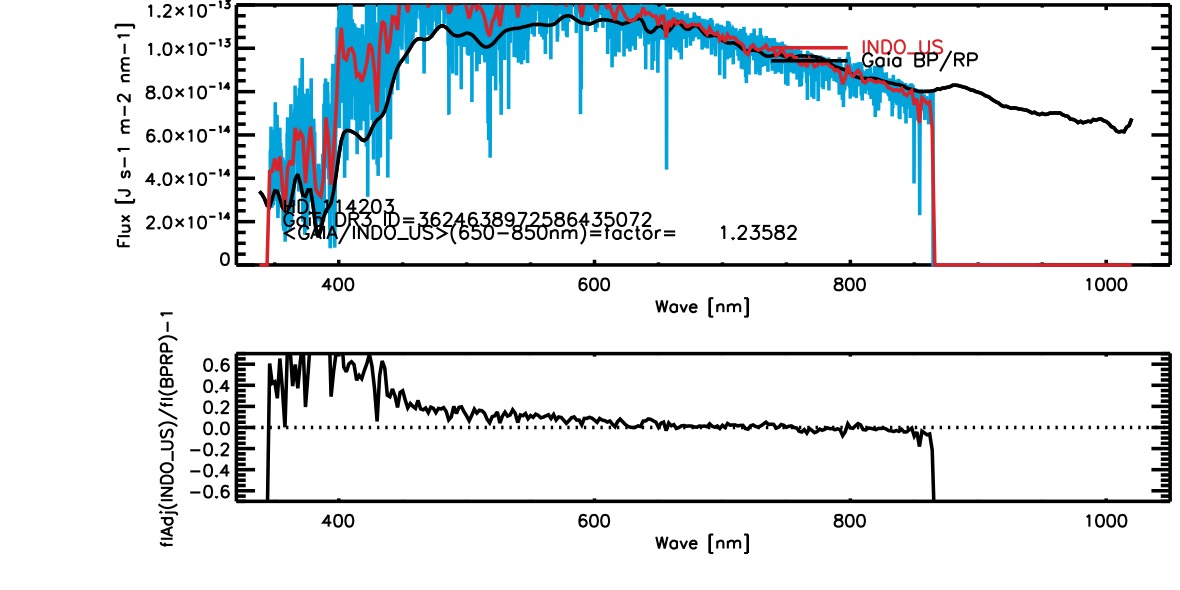 1.2×10⁻¹³
1.0×10⁻¹³
8.0×10⁻¹⁴
6.0×10⁻¹⁴
4.0×10⁻¹⁴
2.0×10⁻¹⁴
0
Flux [J s−1 m−2 nm−1]
INDO_US
Gaia BP/RP
HD 114203
Gaia DR3 ID=3624638972586435072
<GAIA/INDO_US>(650−850nm)=factor= 1.23582
400 600 800 1000
Wave [nm]
flAdj(INDO_US)/fl(BPRP)−1
0.6
0.4
0.2
0.0
−0.2
−0.4
−0.6
400 600 800 1000
Wave [nm]